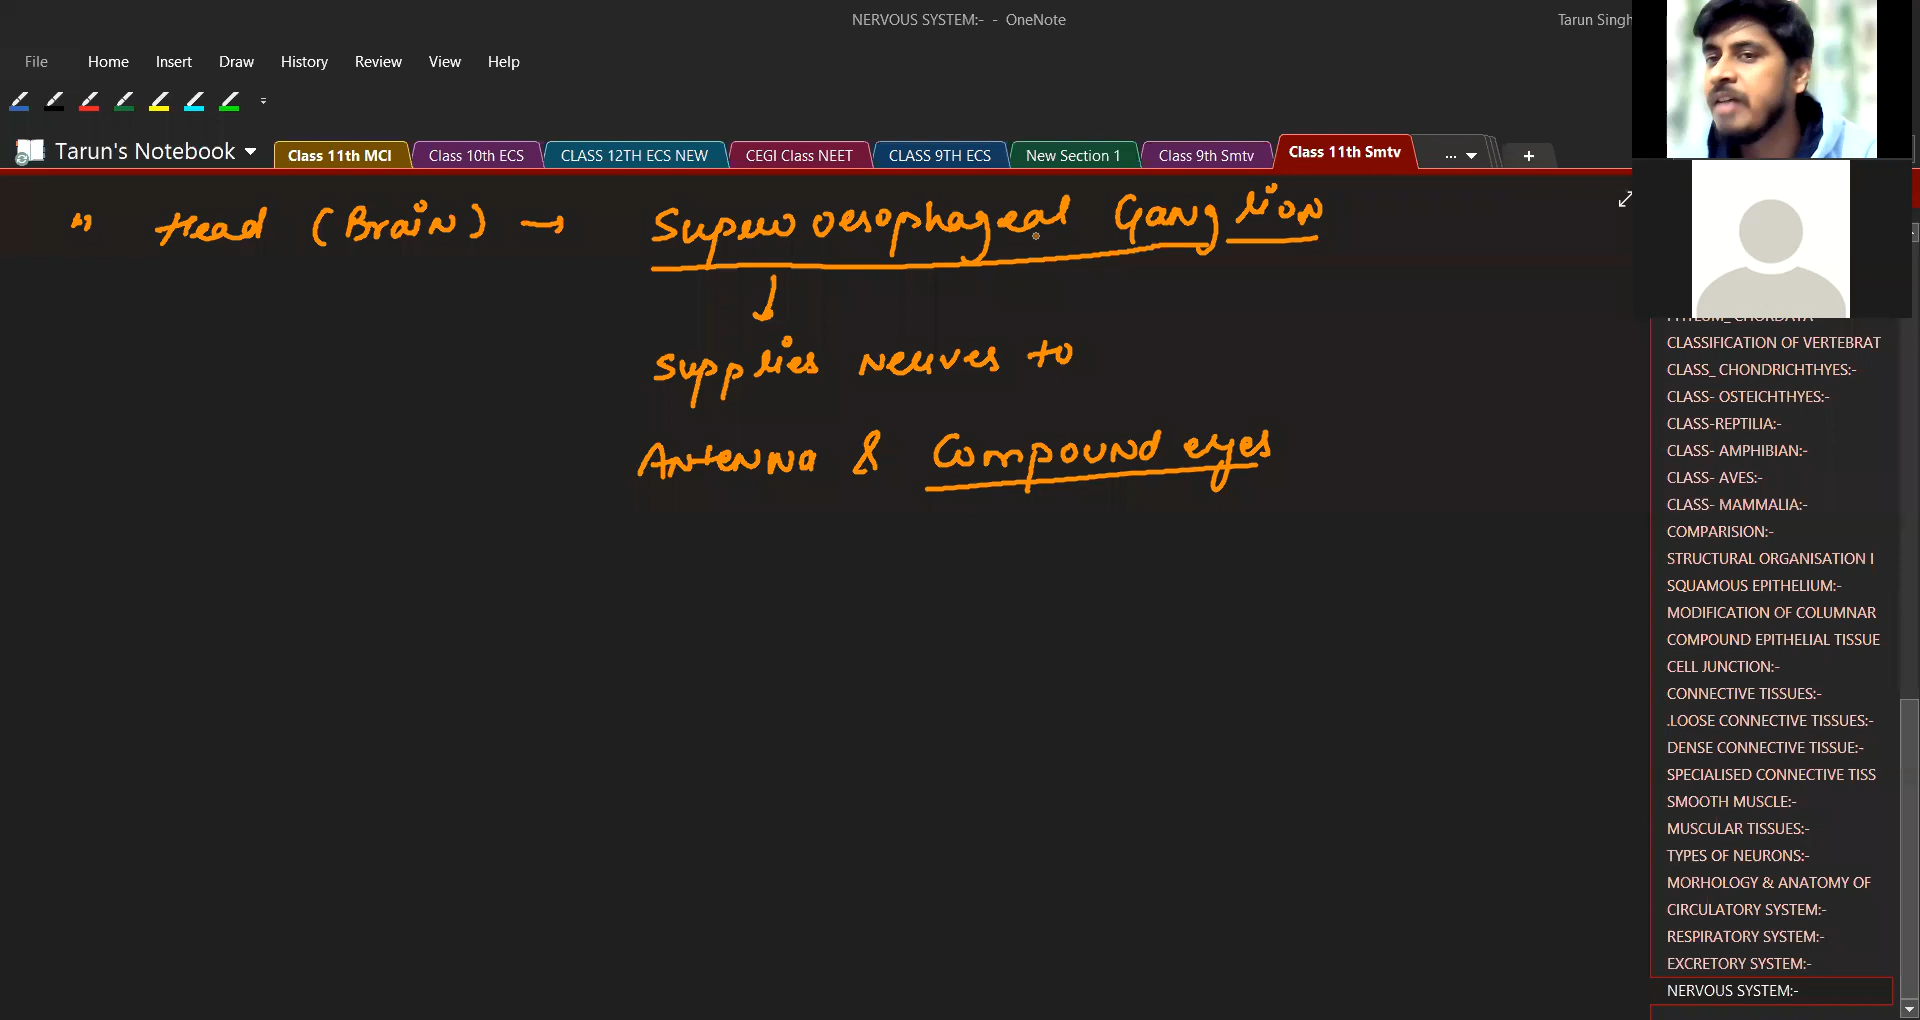 NERVOUS SYSTEM:- - OneNote
Tarun Singh
File Home Insert Draw History Review View Help
Tarun's Notebook
Class 11th MCI Class 10th ECS CLASS 12TH ECS NEW CEGI Class NEET CLASS 9TH ECS New Section 1 Class 9th Smtv Class 11th Smtv ... +
" Head (Brain) → Super oesophageal Ganglion
↓
Supplies nerves to
Antenna & Compound eyes
CLASSIFICATION OF VERTEBRAT
CLASS_ CHONDRICHTHYES:-
CLASS- OSTEICHTHYES:-
CLASS-REPTILIA:-
CLASS- AMPHIBIAN:-
CLASS- AVES:-
CLASS- MAMMALIA:-
COMPARISION:-
STRUCTURAL ORGANISATION I
SQUAMOUS EPITHELIUM:-
MODIFICATION OF COLUMNAR
COMPOUND EPITHELIAL TISSUE
CELL JUNCTION:-
CONNECTIVE TISSUES:-
.LOOSE CONNECTIVE TISSUES:-
DENSE CONNECTIVE TISSUE:-
SPECIALISED CONNECTIVE TISS
SMOOTH MUSCLE:-
MUSCULAR TISSUES:-
TYPES OF NEURONS:-
MORHOLOGY & ANATOMY OF
CIRCULATORY SYSTEM:-
RESPIRATORY SYSTEM:-
EXCRETORY SYSTEM:-
NERVOUS SYSTEM:-